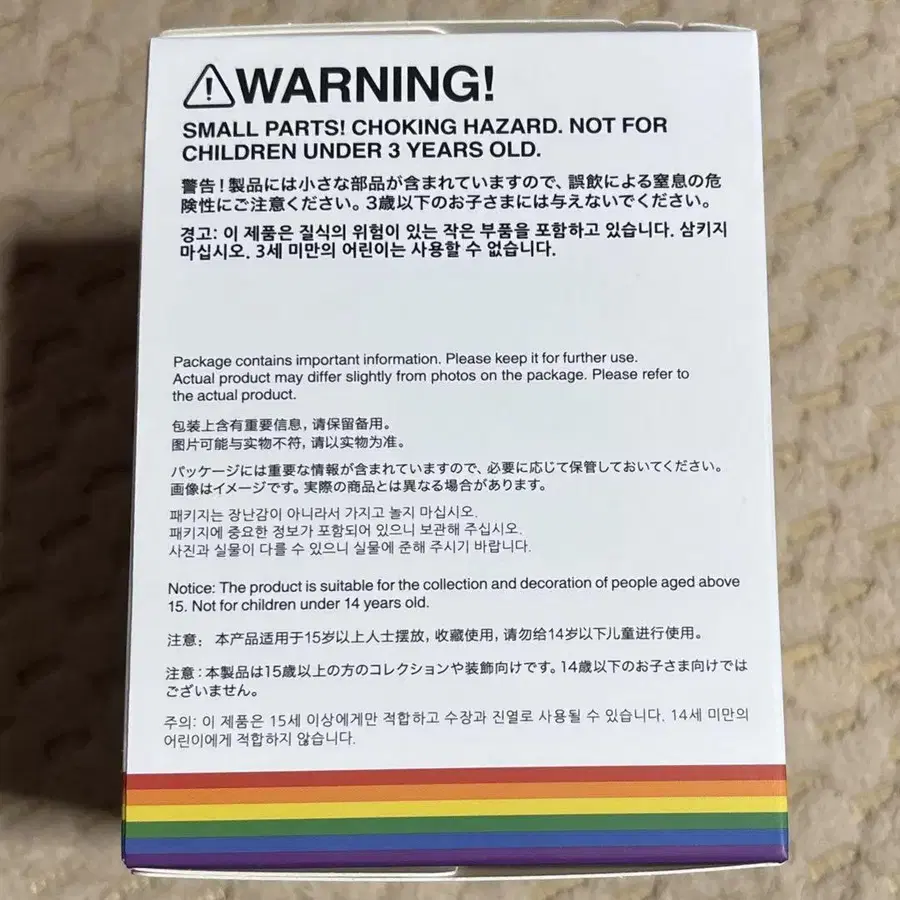 WARNING!
SMALL PARTS! CHOKING HAZARD. NOT FOR
CHILDREN UNDER 3 YEARS OLD.
警告!製品には小さな部品が含まれていますので、誤飲による窒息の危
険性にご注意ください。3歳以下のお子さまには与えないでください。
경고: 이 제품은 질식의 위험이 있는 작은 부품을 포함하고 있습니다. 삼키지
마십시오. 3세 미만의 어린이는 사용할 수 없습니다.
Package contains important information. Please keep it for further use.
Actual product may differ slightly from photos on the package. Please refer to
the actual product.
包装上含有重要信息, 请保留备用。
图片可能与实物不符, 请以实物为准。
パッケージには重要な情報が含まれていますので、必要に応じて保管しておいてください。
画像はイメージです。実際の商品とは異なる場合があります。
패키지는 장난감이 아니라서 가지고 놀지 마십시오.
패키지에 중요한 정보가 포함되어 있으니 보관해 주십시오.
사진과 실물이 다를 수 있으니 실물에 준해 주시기 바랍니다.
Notice: The product is suitable for the collection and decoration of people aged above
15. Not for children under 14 years old.
注意: 本产品适用于15岁以上人士摆放, 收藏使用, 请勿给14岁以下儿童进行使用。
注意:本製品は15歳以上の方のコレクションや装飾向けです。14歳以下のお子さま向けでは
ございません。
주의: 이 제품은 15세 이상에게만 적합하고 수장과 진열로 사용될 수 있습니다. 14세 미만의
어린이에게 적합하지 않습니다.